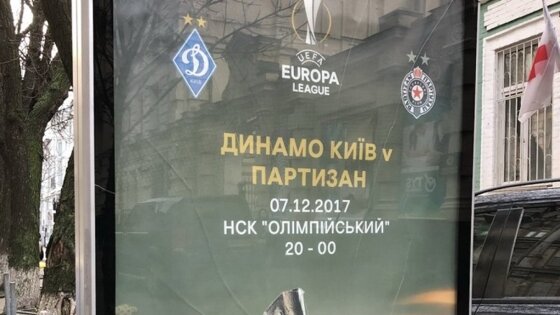 UEFA
EUROPA
LEAGUE
ДИНАМО КИЇВ v
ПАРТИЗАН
07.12.2017
НСК "ОЛІМПІЙСЬКИЙ"
20 - 00